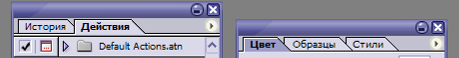 История Действия
Default Actions.atn
Цвет Образцы Стили